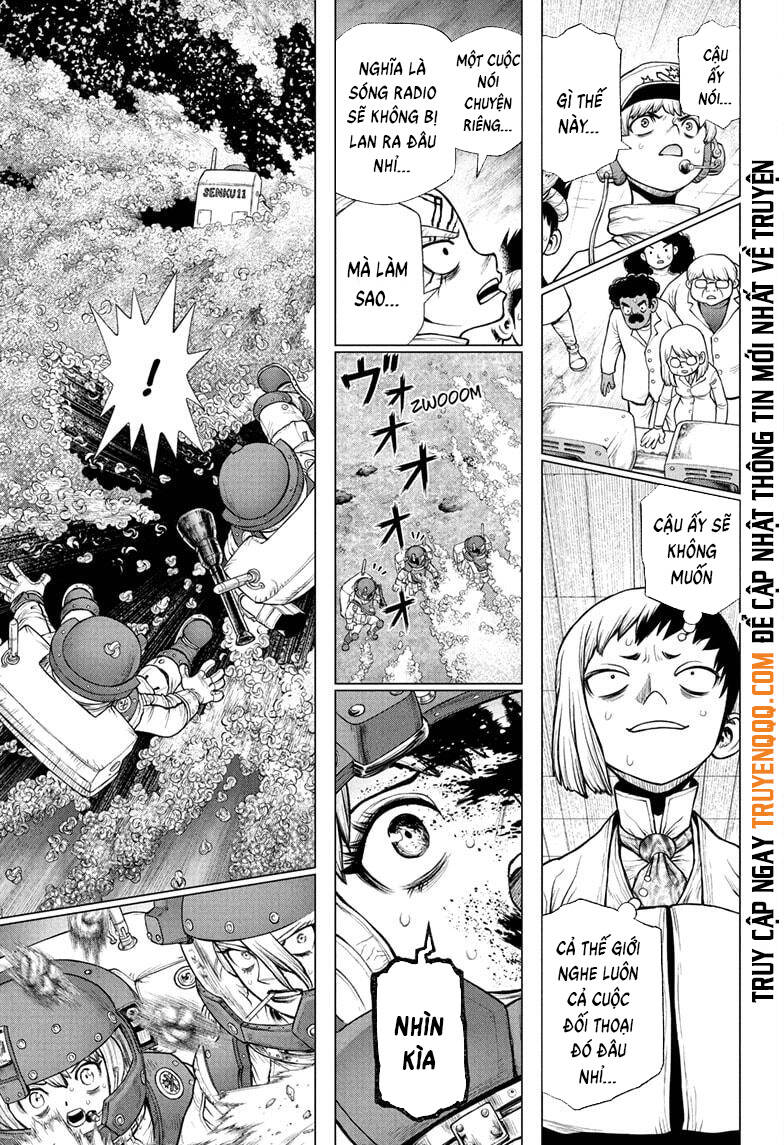 CẬU
ẤY
NÓI...
GÌ THẾ
NÀY...
CẬU ẤY SẼ
KHÔNG
MUỐN
CẢ THẾ GIỚI
NGHE LUÔN
CẢ CUỘC
ĐỐI THOẠI
ĐÓ ĐÂU
NHỈ...
MỘT CUỘC
NÓI
CHUYỆN
RIÊNG...
NGHĨA LÀ
SÓNG RADIO
SẼ KHÔNG BỊ
LAN RA ĐÂU
NHỈ...
MÀ LÀM
SAO...
ヴォオオオオ
ZWOOOM
NHÌN
KÌA
SENKU11
!
TRUY CẬP NGAY TRUYENQQQ.COM ĐỂ CẬP NHẬT THÔNG TIN MỚI NHẤT VỀ TRUYỆN